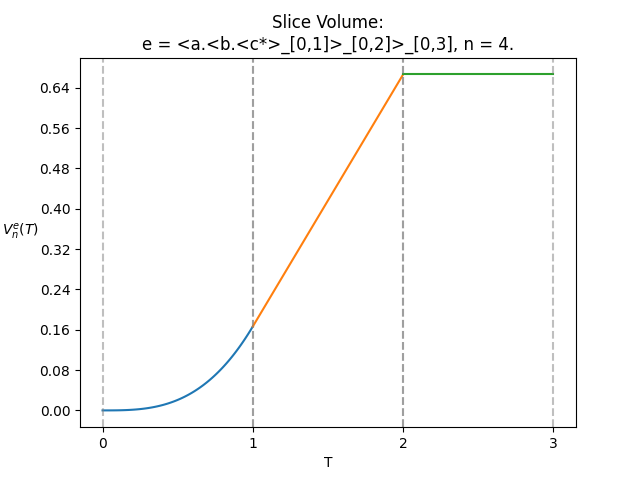 Slice Volume:
e = <a.<b.<c*>_[0,1]>_[0,2]>_[0,3], n = 4.
0.64
0.56
0.48
0.40
0.32
0.24
0.16
0.08
0.00
V_n^e(T)
0 1 2 3
T